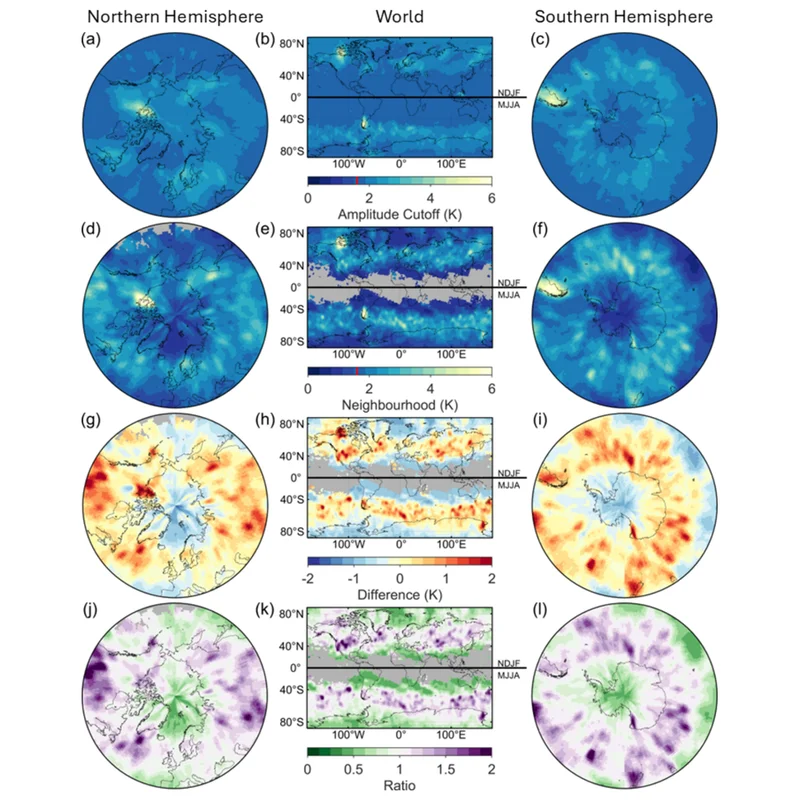 Northern Hemisphere World Southern Hemisphere
(a) (b) (c)
80°N
40°N
0°
40°S
80°S
NDJF
MJJA
100°W 0° 100°E
0 2 4 6
Amplitude Cutoff (K)
(d) (e) (f)
80°N
40°N
0°
40°S
80°S
NDJF
MJJA
100°W 0° 100°E
0 2 4 6
Neighbourhood (K)
(g) (h) (i)
80°N
40°N
0°
40°S
80°S
NDJF
MJJA
100°W 0° 100°E
-2 -1 0 1 2
Difference (K)
(j) (k) (l)
80°N
40°N
0°
40°S
80°S
NDJF
MJJA
100°W 0° 100°E
0 0.5 1 1.5 2
Ratio